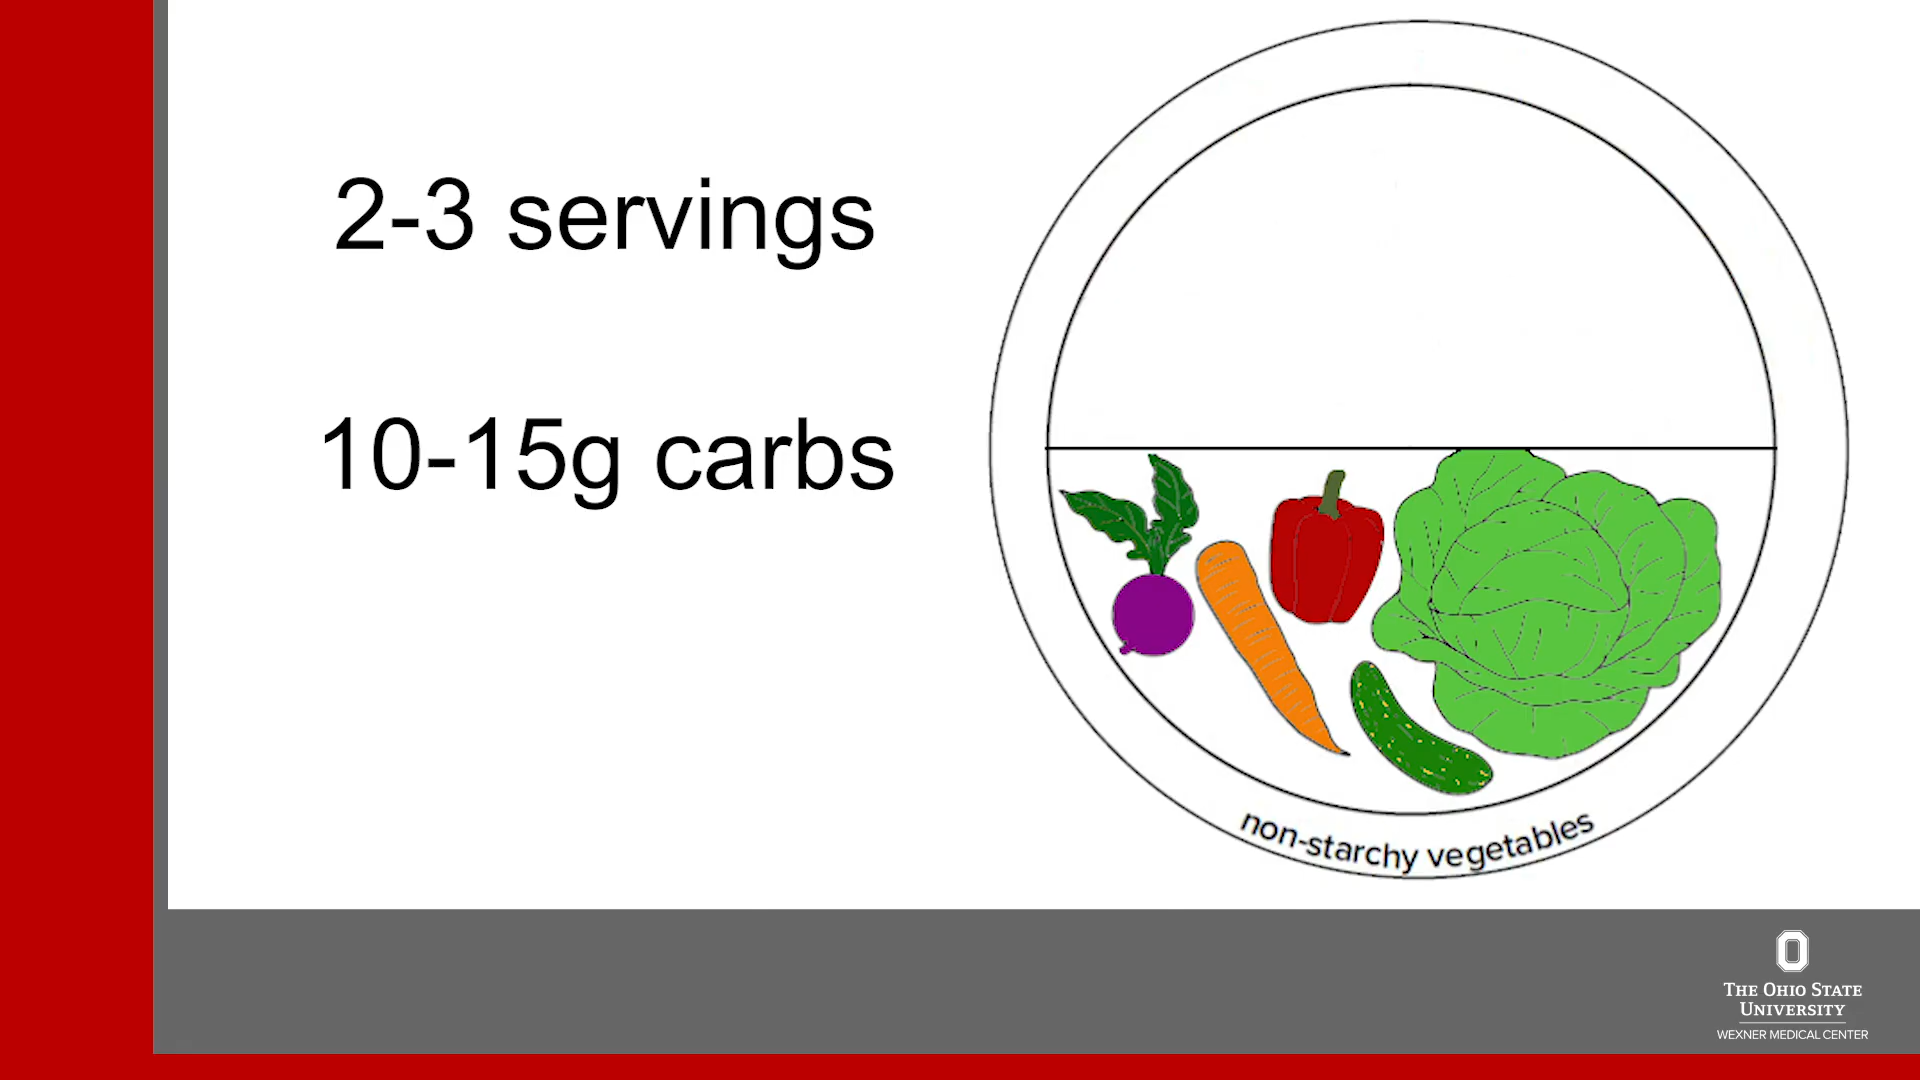 2-3 servings
10-15g carbs
non-starchy vegetables
THE OHIO STATE
UNIVERSITY
WEXNER MEDICAL CENTER